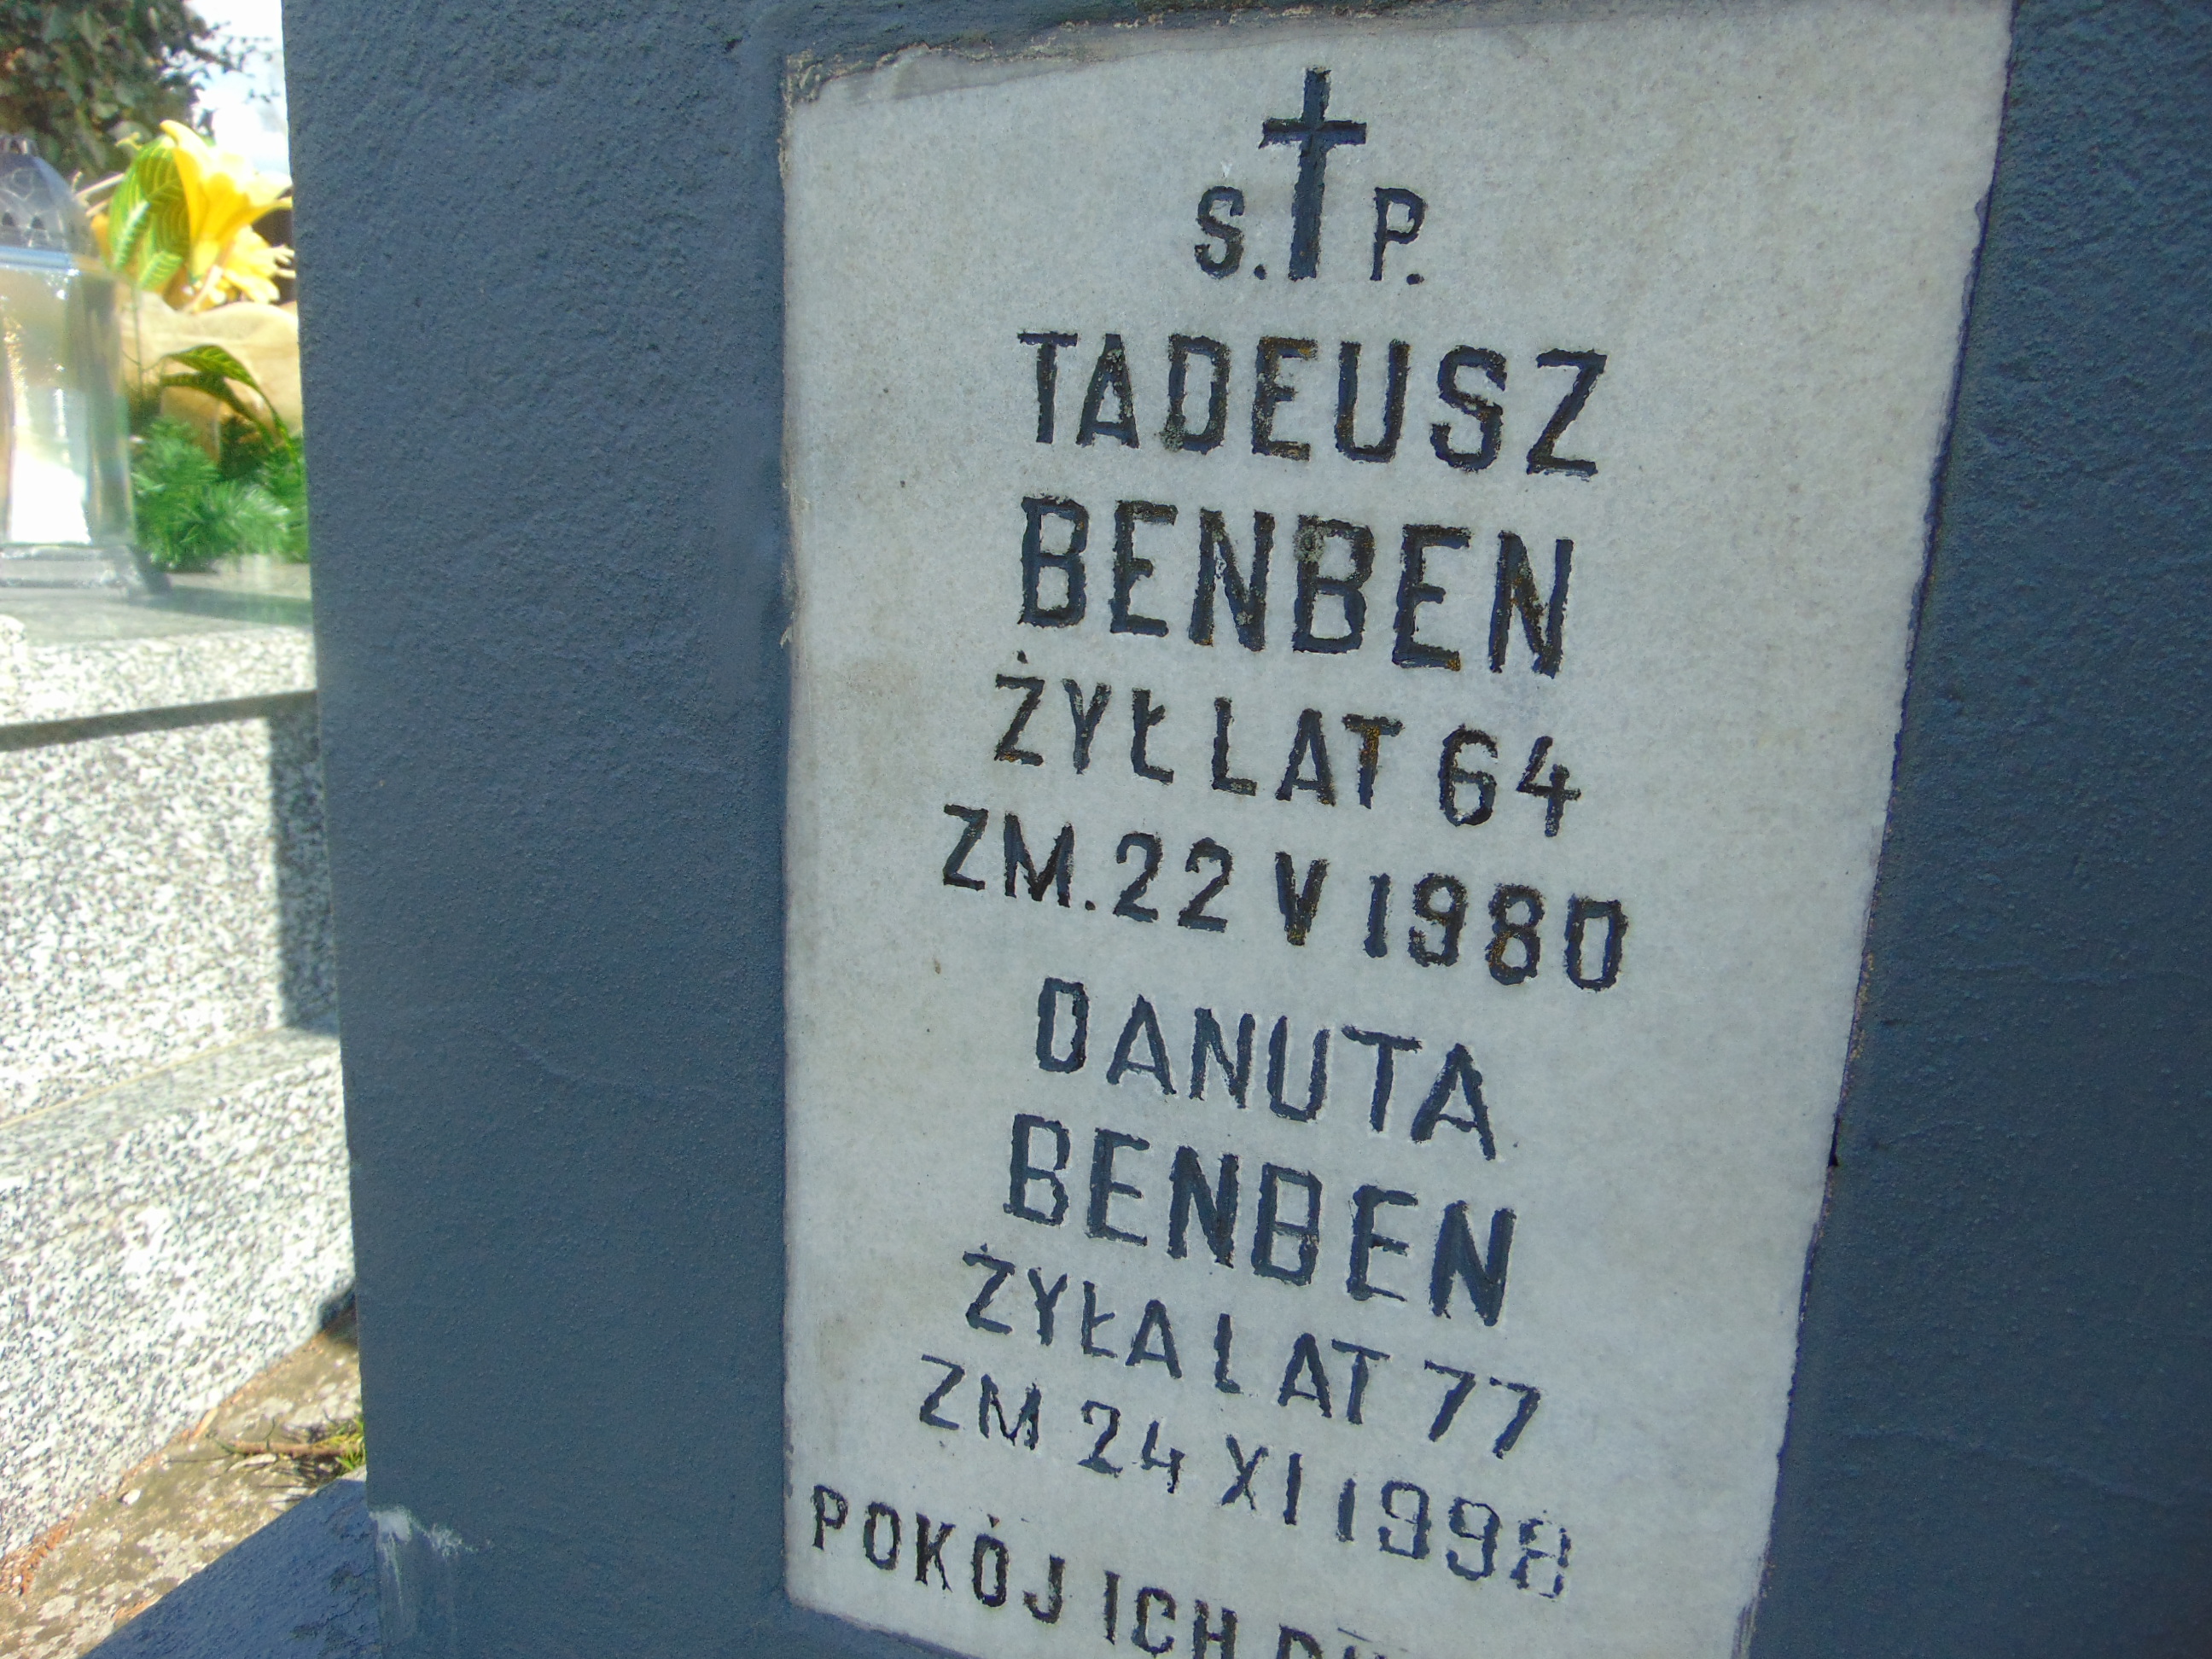 Ś. P.
TADEUSZ
BENBEN
ŻYŁ LAT 64
ZM. 22 V 1980
DANUTA
BENBEN
ŻYŁA LAT 77
ZM 24 XI 1998
POKÓJ ICH